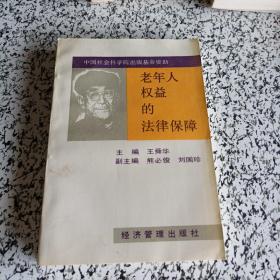 中国社会科学院出版基金资助
老年人
权益
的
法律保障
主编 王舜华
副主编 熊必俊 刘国珍
经济管理出版社